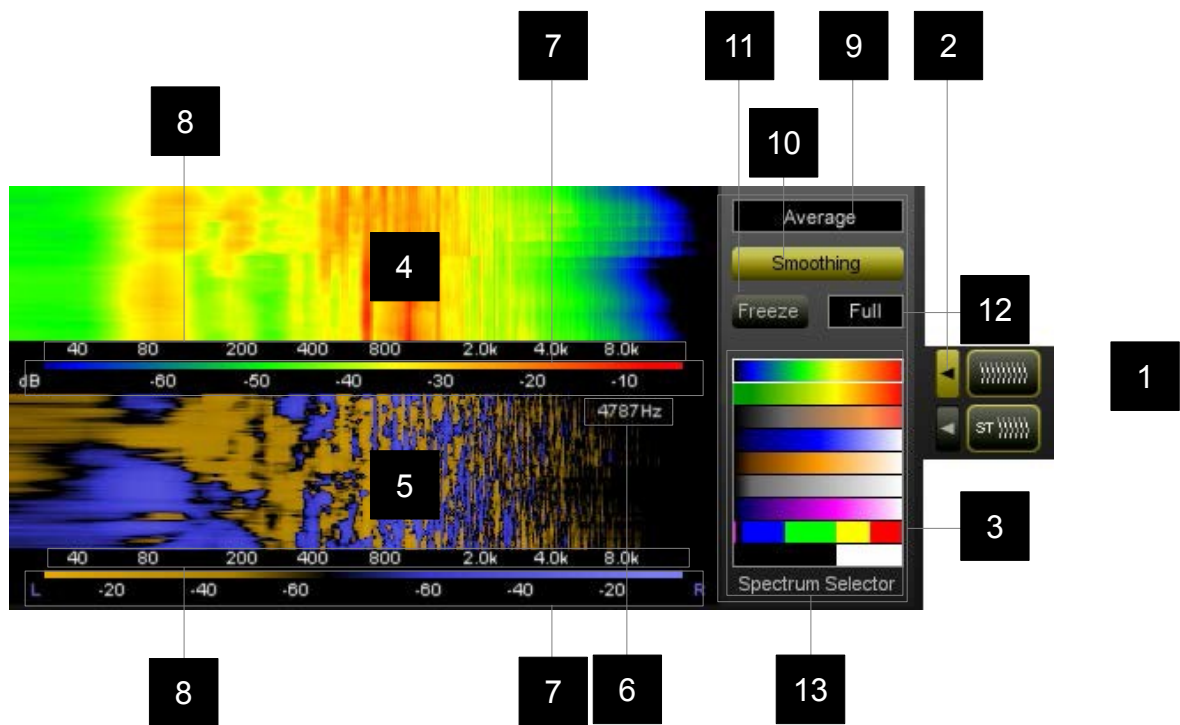 7
11
9
2
8
10
Average
Smoothing
4
Freeze Full
12
40 80 200 400 800 2.0k 4.0k 8.0k
dB -60 -50 -40 -30 -20 -10
1
4787Hz
ST
5
3
40 80 200 400 800 2.0k 4.0k 8.0k
L -20 -40 -60 -60 -40 -20 R
Spectrum Selector
8
7
6
13